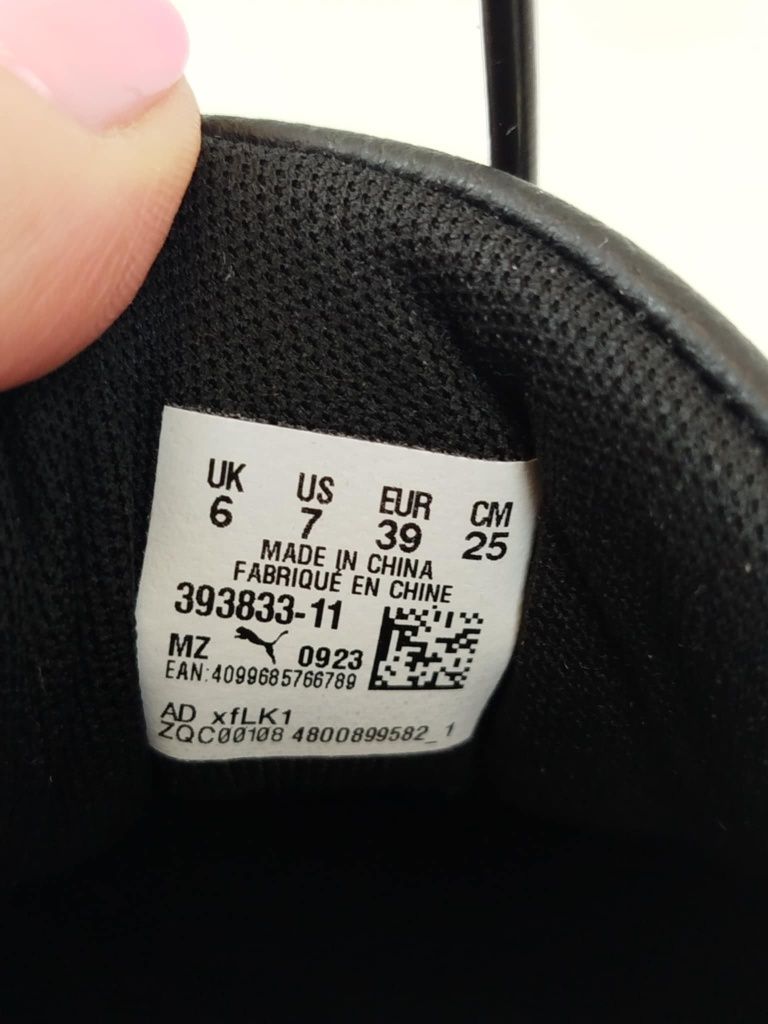 UK US EUR CM
6 7 39 25
MADE IN CHINA
FABRIQUÉ EN CHINE
393833-11
MZ 0923
EAN:4099685766789
AD xfLK1
ZQC00108 4800899582_1